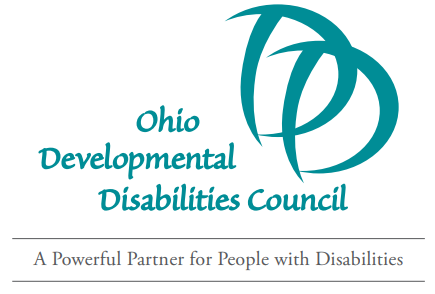 Ohio
Developmental
Disabilities Council
A Powerful Partner for People with Disabilities